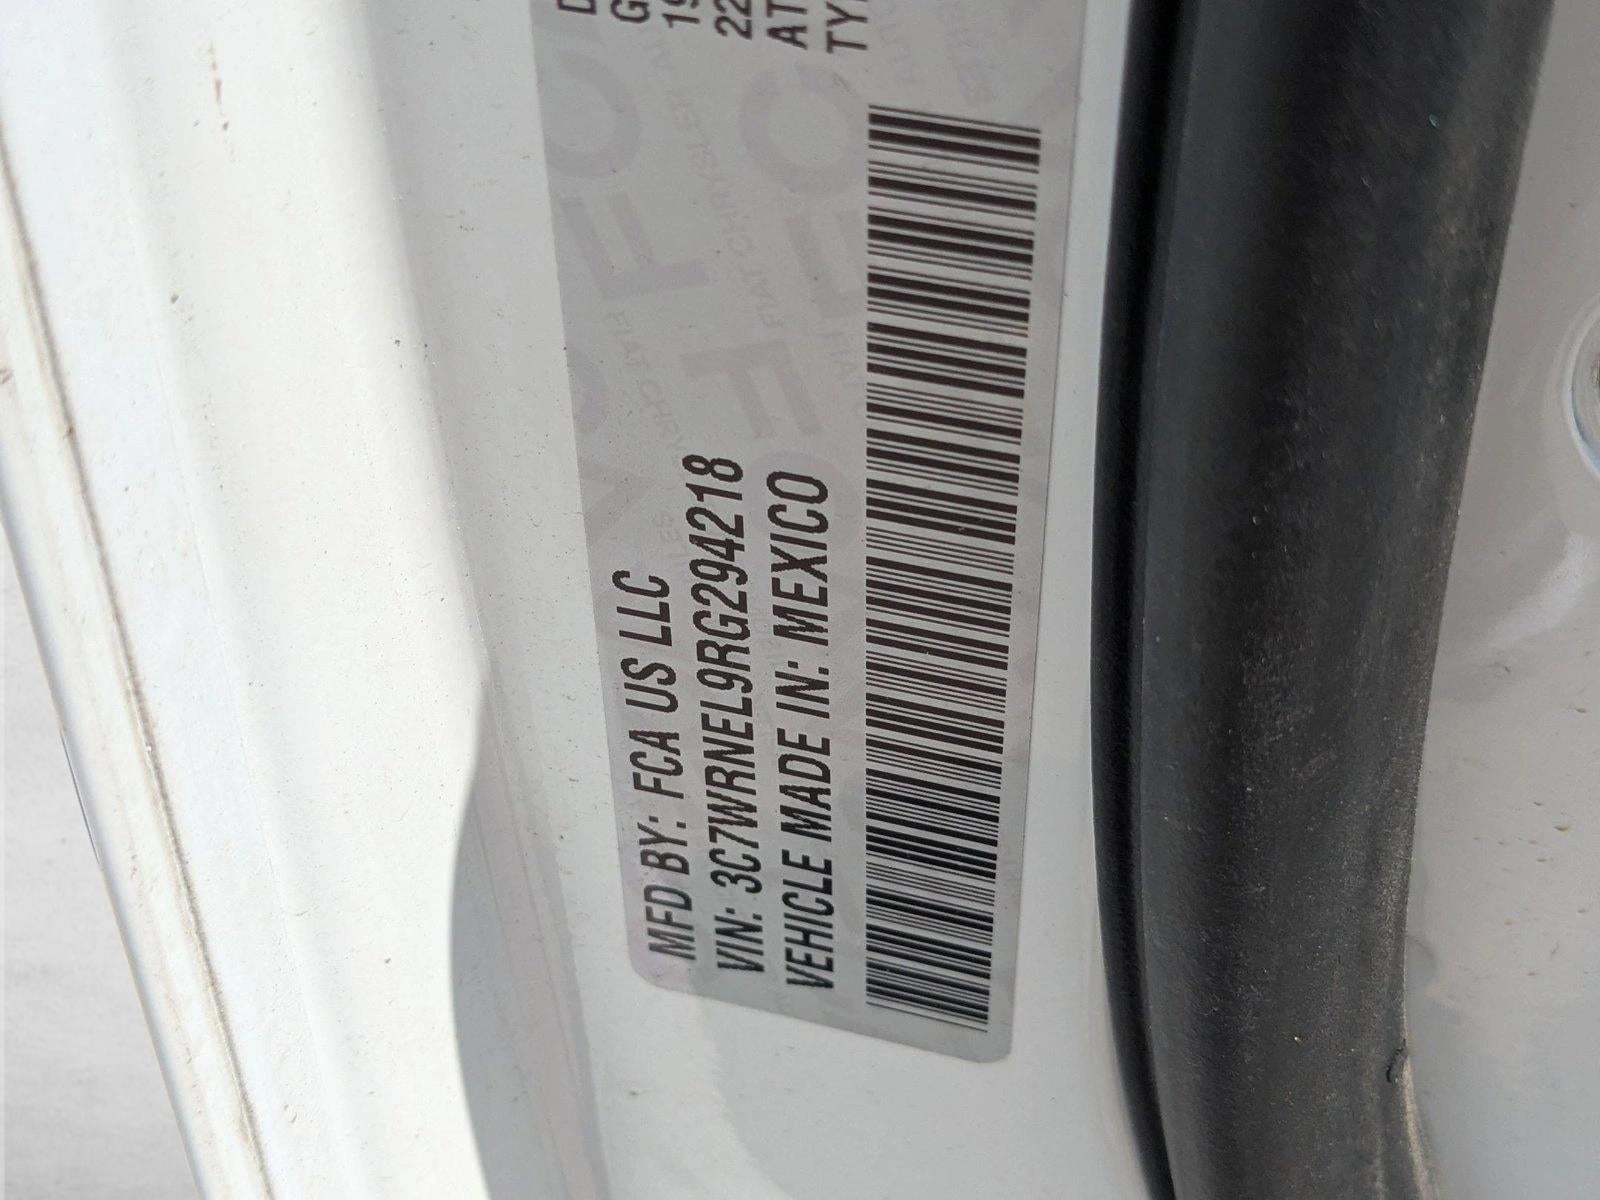 MFD BY: FCA US LLC
VIN: 3C7WRNEL9RG294218
VEHICLE MADE IN: MEXICO